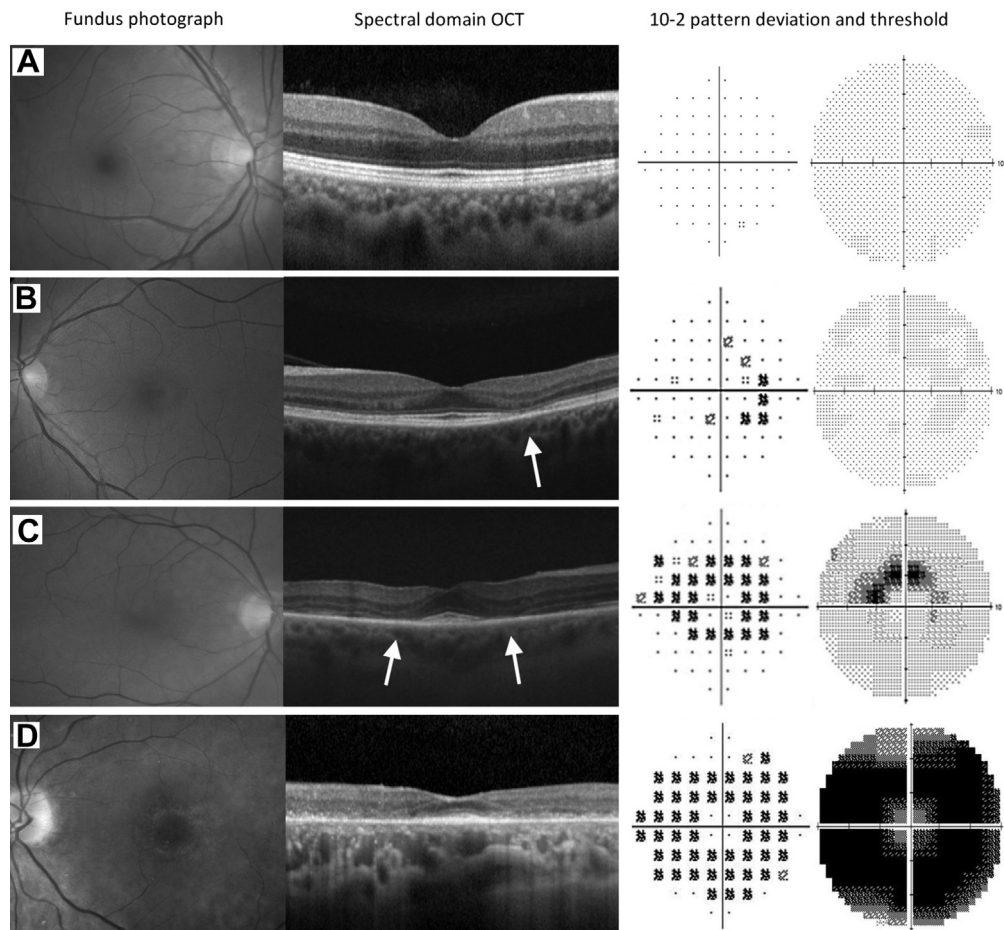 Fundus photograph Spectral domain OCT 10-2 pattern deviation and threshold
A
10
B
10
C
10
D